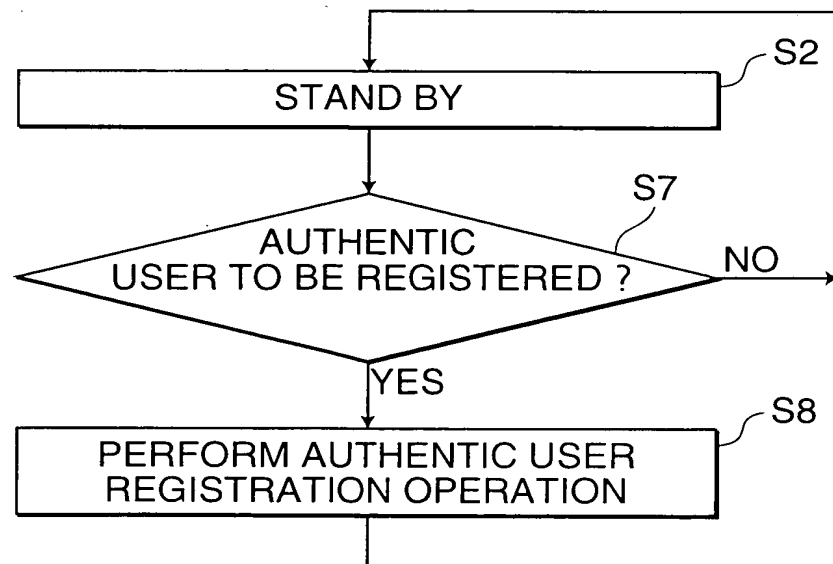 S2
STAND BY
S7
AUTHENTIC
USER TO BE REGISTERED ?
NO
YES
S8
PERFORM AUTHENTIC USER
REGISTRATION OPERATION